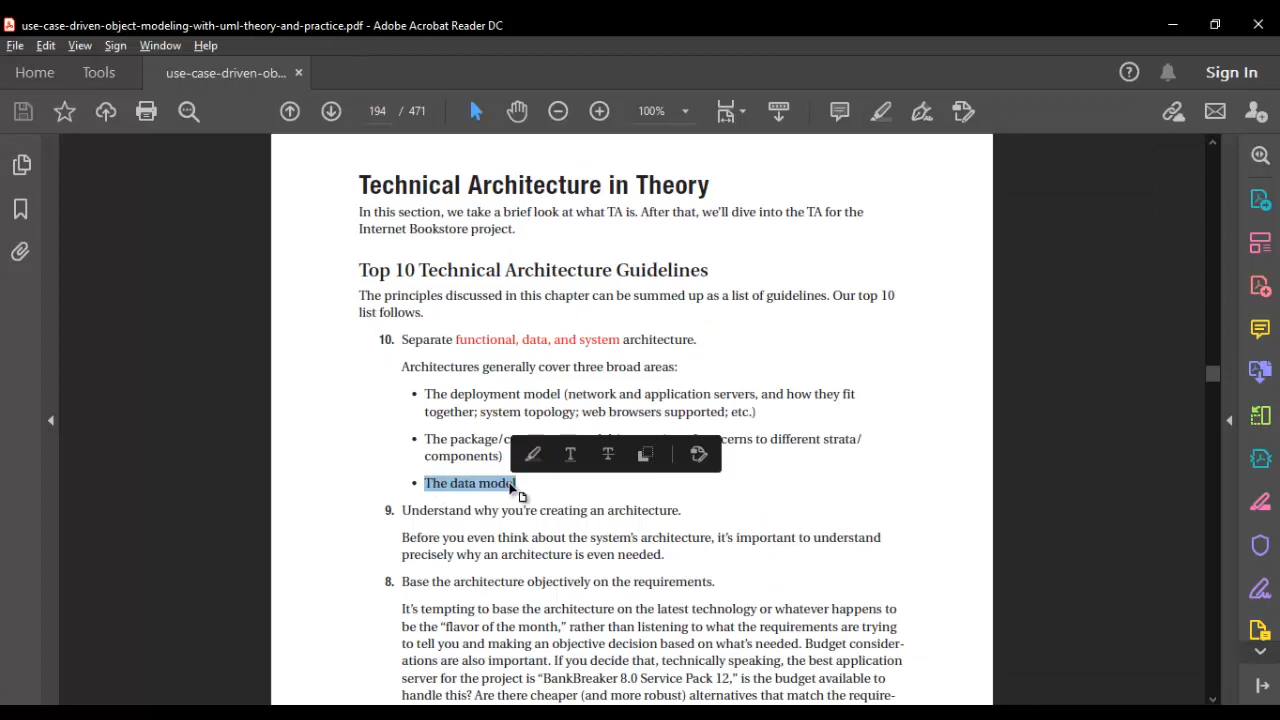 use-case-driven-object-modeling-with-uml-theory-and-practice.pdf - Adobe Acrobat Reader DC
File Edit View Sign Window Help
Home Tools use-case-driven-ob... × Sign In
194 / 471 100%
Technical Architecture in Theory
In this section, we take a brief look at what TA is. After that, we’ll dive into the TA for the
Internet Bookstore project.
Top 10 Technical Architecture Guidelines
The principles discussed in this chapter can be summed up as a list of guidelines. Our top 10
list follows.
10. Separate functional, data, and system architecture.
Architectures generally cover three broad areas:
• The deployment model (network and application servers, and how they fit
together; system topology; web browsers supported; etc.)
• The package/ to different strata/
components)
• The data model
9. Understand why you’re creating an architecture.
Before you even think about the system’s architecture, it’s important to understand
precisely why an architecture is even needed.
8. Base the architecture objectively on the requirements.
It’s tempting to base the architecture on the latest technology or whatever happens to
be the “flavor of the month,” rather than listening to what the requirements are trying
to tell you and making an objective decision based on what’s needed. Budget consider-
ations are also important. If you decide that, technically speaking, the best application
server for the project is “BankBreaker 8.0 Service Pack 12,” is the budget available to
handle this? Are there cheaper (and more robust) alternatives that match the require-